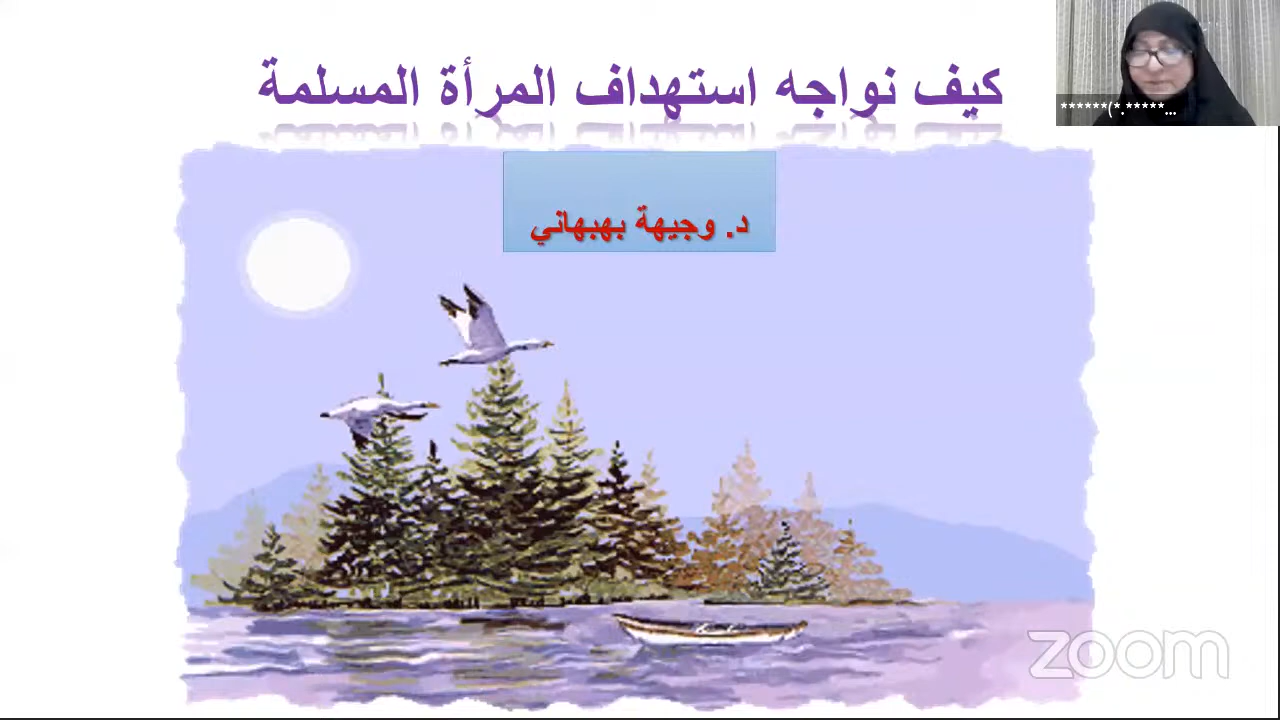 كيف نواجه استهداف المرأة المسلمة
******(*.*****...
د. وجيهة بهبهاني
zoom